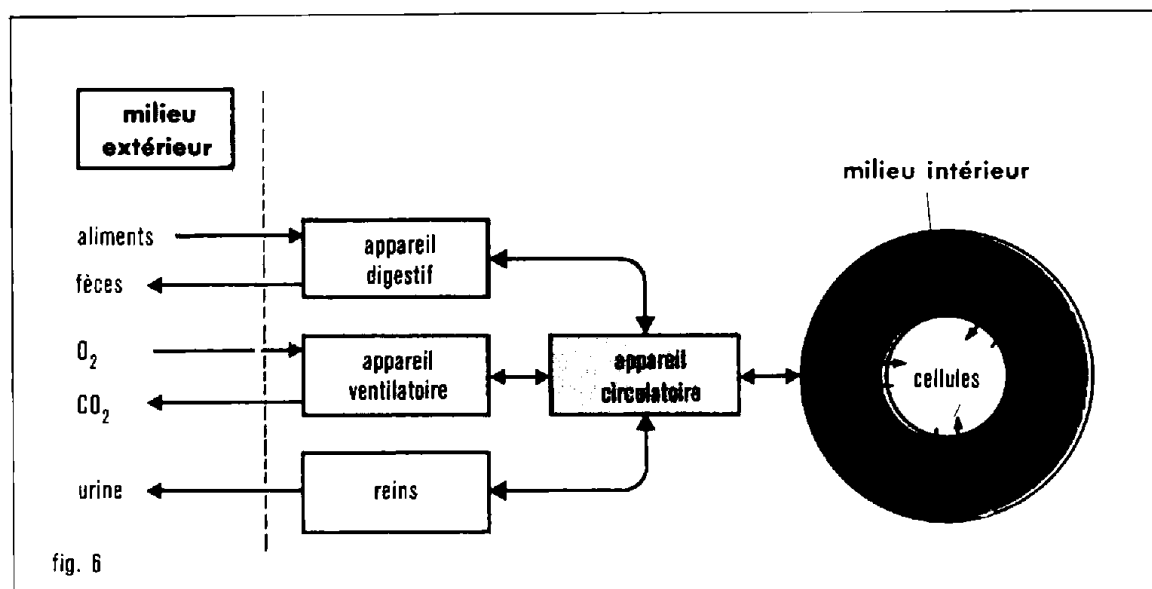 milieu
extérieur
milieu intérieur
aliments
fèces
appareil
digestif
O₂
CO₂
appareil
ventilatoire
appareil
circulatoire
cellules
urine
reins
fig. 6